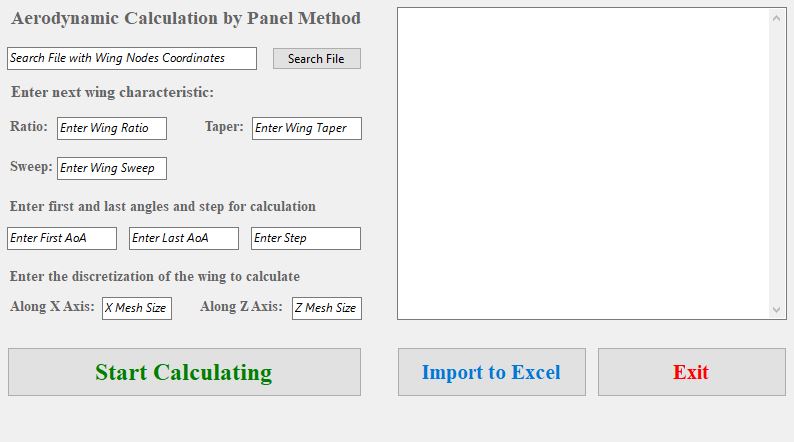 Aerodynamic Calculation by Panel Method
Search File with Wing Nodes Coordinates Search File
Enter next wing characteristic:
Ratio: Enter Wing Ratio Taper: Enter Wing Taper
Sweep: Enter Wing Sweep
Enter first and last angles and step for calculation
Enter First AoA Enter Last AoA Enter Step
Enter the discretization of the wing to calculate
Along X Axis: X Mesh Size Along Z Axis: Z Mesh Size
Start Calculating Import to Excel Exit